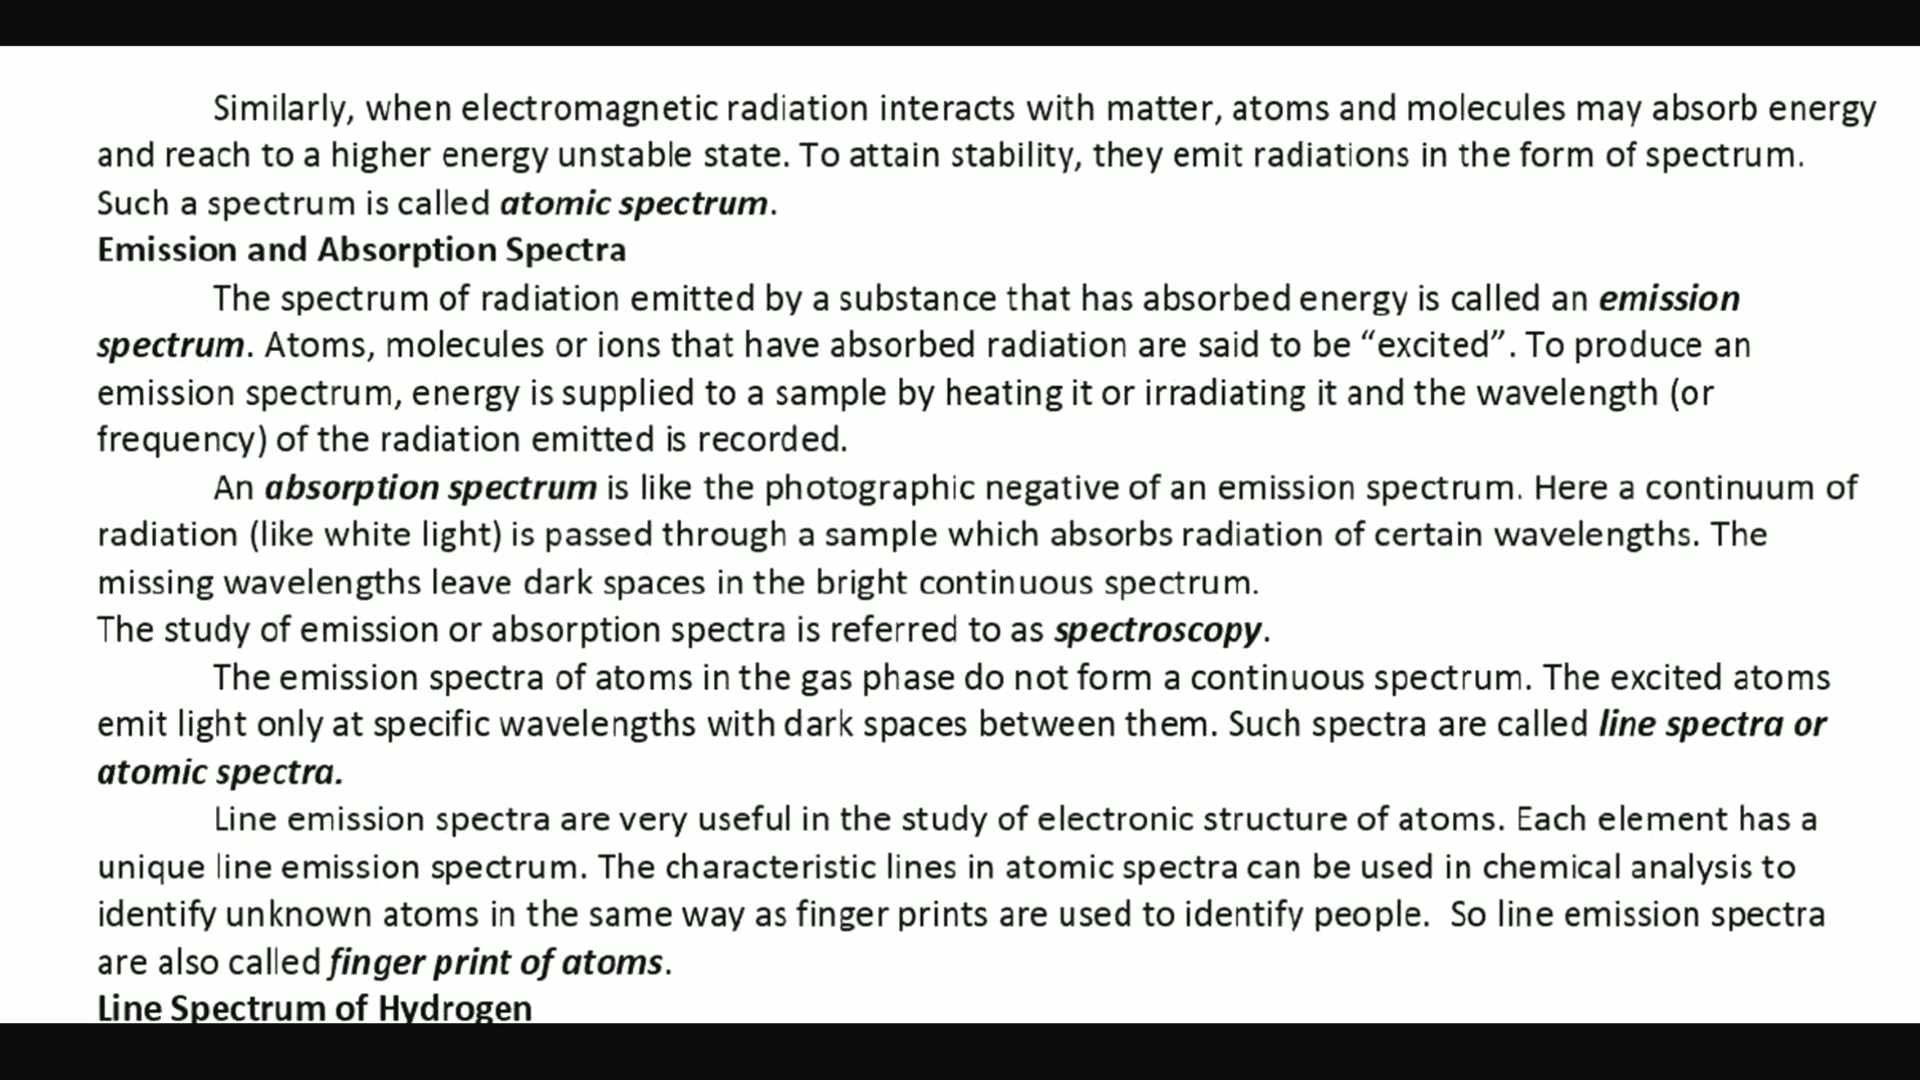 Similarly, when electromagnetic radiation interacts with matter, atoms and molecules may absorb energy
and reach to a higher energy unstable state. To attain stability, they emit radiations in the form of spectrum.
Such a spectrum is called atomic spectrum.
Emission and Absorption Spectra
The spectrum of radiation emitted by a substance that has absorbed energy is called an emission
spectrum. Atoms, molecules or ions that have absorbed radiation are said to be “excited”. To produce an
emission spectrum, energy is supplied to a sample by heating it or irradiating it and the wavelength (or
frequency) of the radiation emitted is recorded.
An absorption spectrum is like the photographic negative of an emission spectrum. Here a continuum of
radiation (like white light) is passed through a sample which absorbs radiation of certain wavelengths. The
missing wavelengths leave dark spaces in the bright continuous spectrum.
The study of emission or absorption spectra is referred to as spectroscopy.
The emission spectra of atoms in the gas phase do not form a continuous spectrum. The excited atoms
emit light only at specific wavelengths with dark spaces between them. Such spectra are called line spectra or
atomic spectra.
Line emission spectra are very useful in the study of electronic structure of atoms. Each element has a
unique line emission spectrum. The characteristic lines in atomic spectra can be used in chemical analysis to
identify unknown atoms in the same way as finger prints are used to identify people.  So line emission spectra
are also called finger print of atoms.
Line Spectrum of Hydrogen